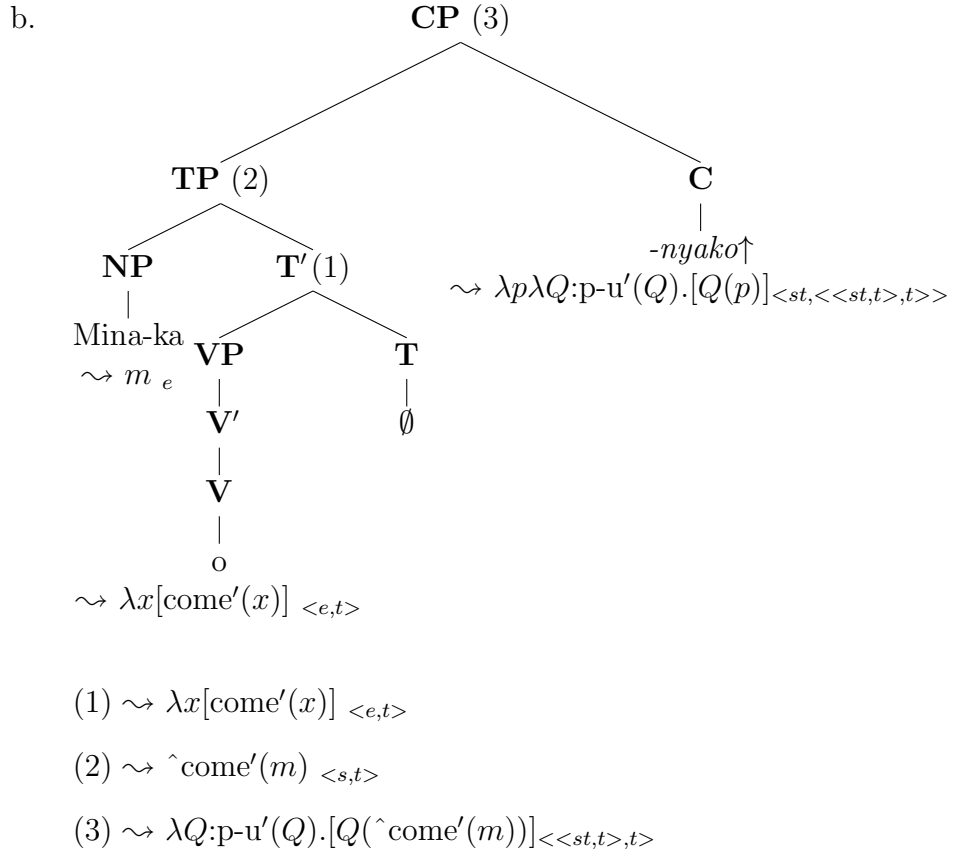 b.
CP (3)
TP (2)
C
-nyako↑
⇝ λpλQ:p-u′(Q).[Q(p)]<st,<<st,t>,t>>
NP
T′(1)
Mina-ka
⇝ m e
VP
T
∅
V′
V
o
⇝ λx[come′(x)] <e,t>
(1) ⇝ λx[come′(x)] <e,t>
(2) ⇝ ˆcome′(m) <s,t>
(3) ⇝ λQ:p-u′(Q).[Q(ˆcome′(m))]<<st,t>,t>